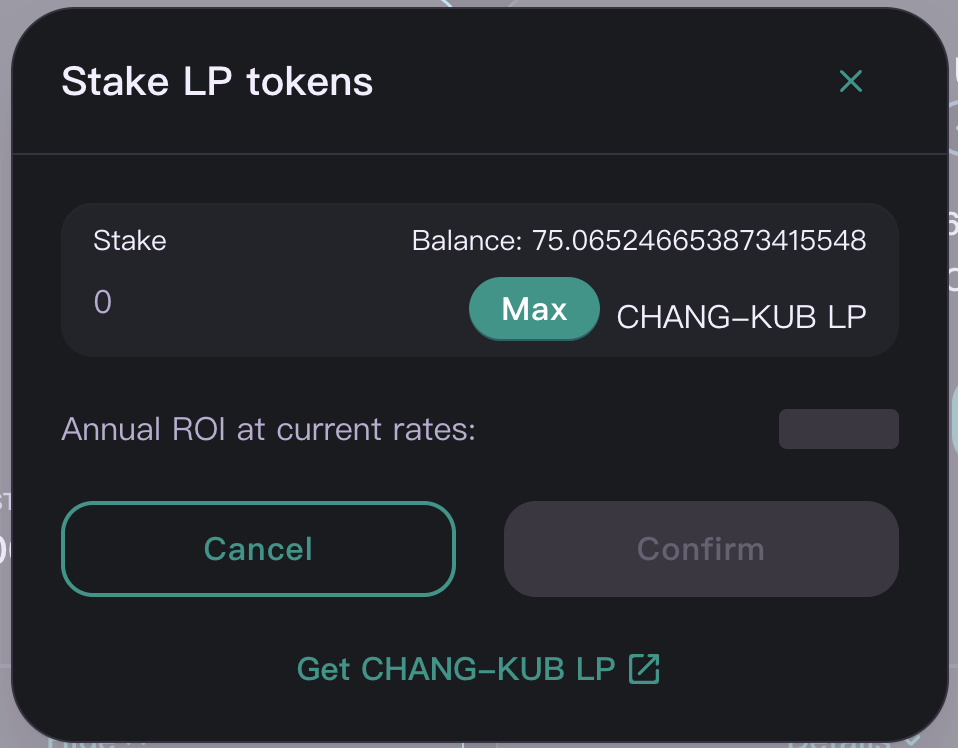 Stake LP tokens
Stake
Balance: 75.065246653873415548
0
Max
CHANG-KUB LP
Annual ROI at current rates:
Cancel
Confirm
Get CHANG-KUB LP